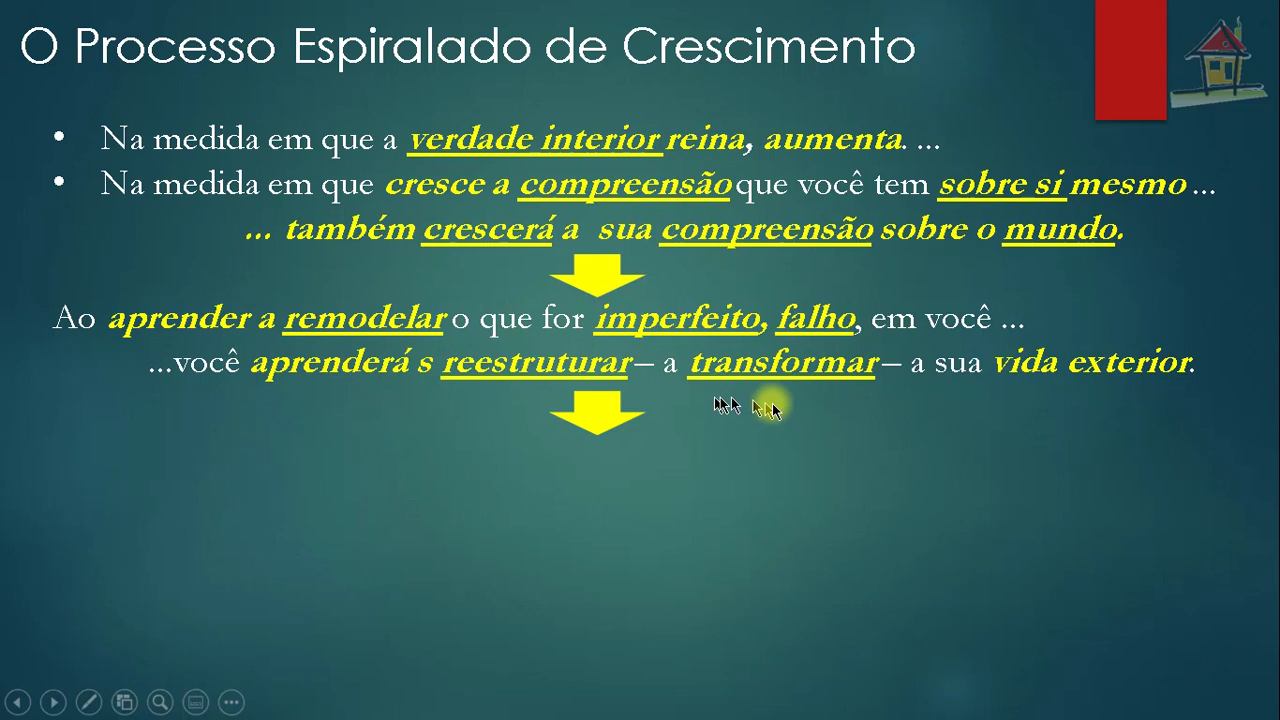 O Processo Espiralado de Crescimento
• Na medida em que a verdade interior reina, aumenta. ...
• Na medida em que cresce a compreensão que você tem sobre si mesmo ...
... também crescerá a sua compreensão sobre o mundo.
Ao aprender a remodelar o que for imperfeito, falho, em você ...
...você aprenderá s reestruturar – a transformar – a sua vida exterior.